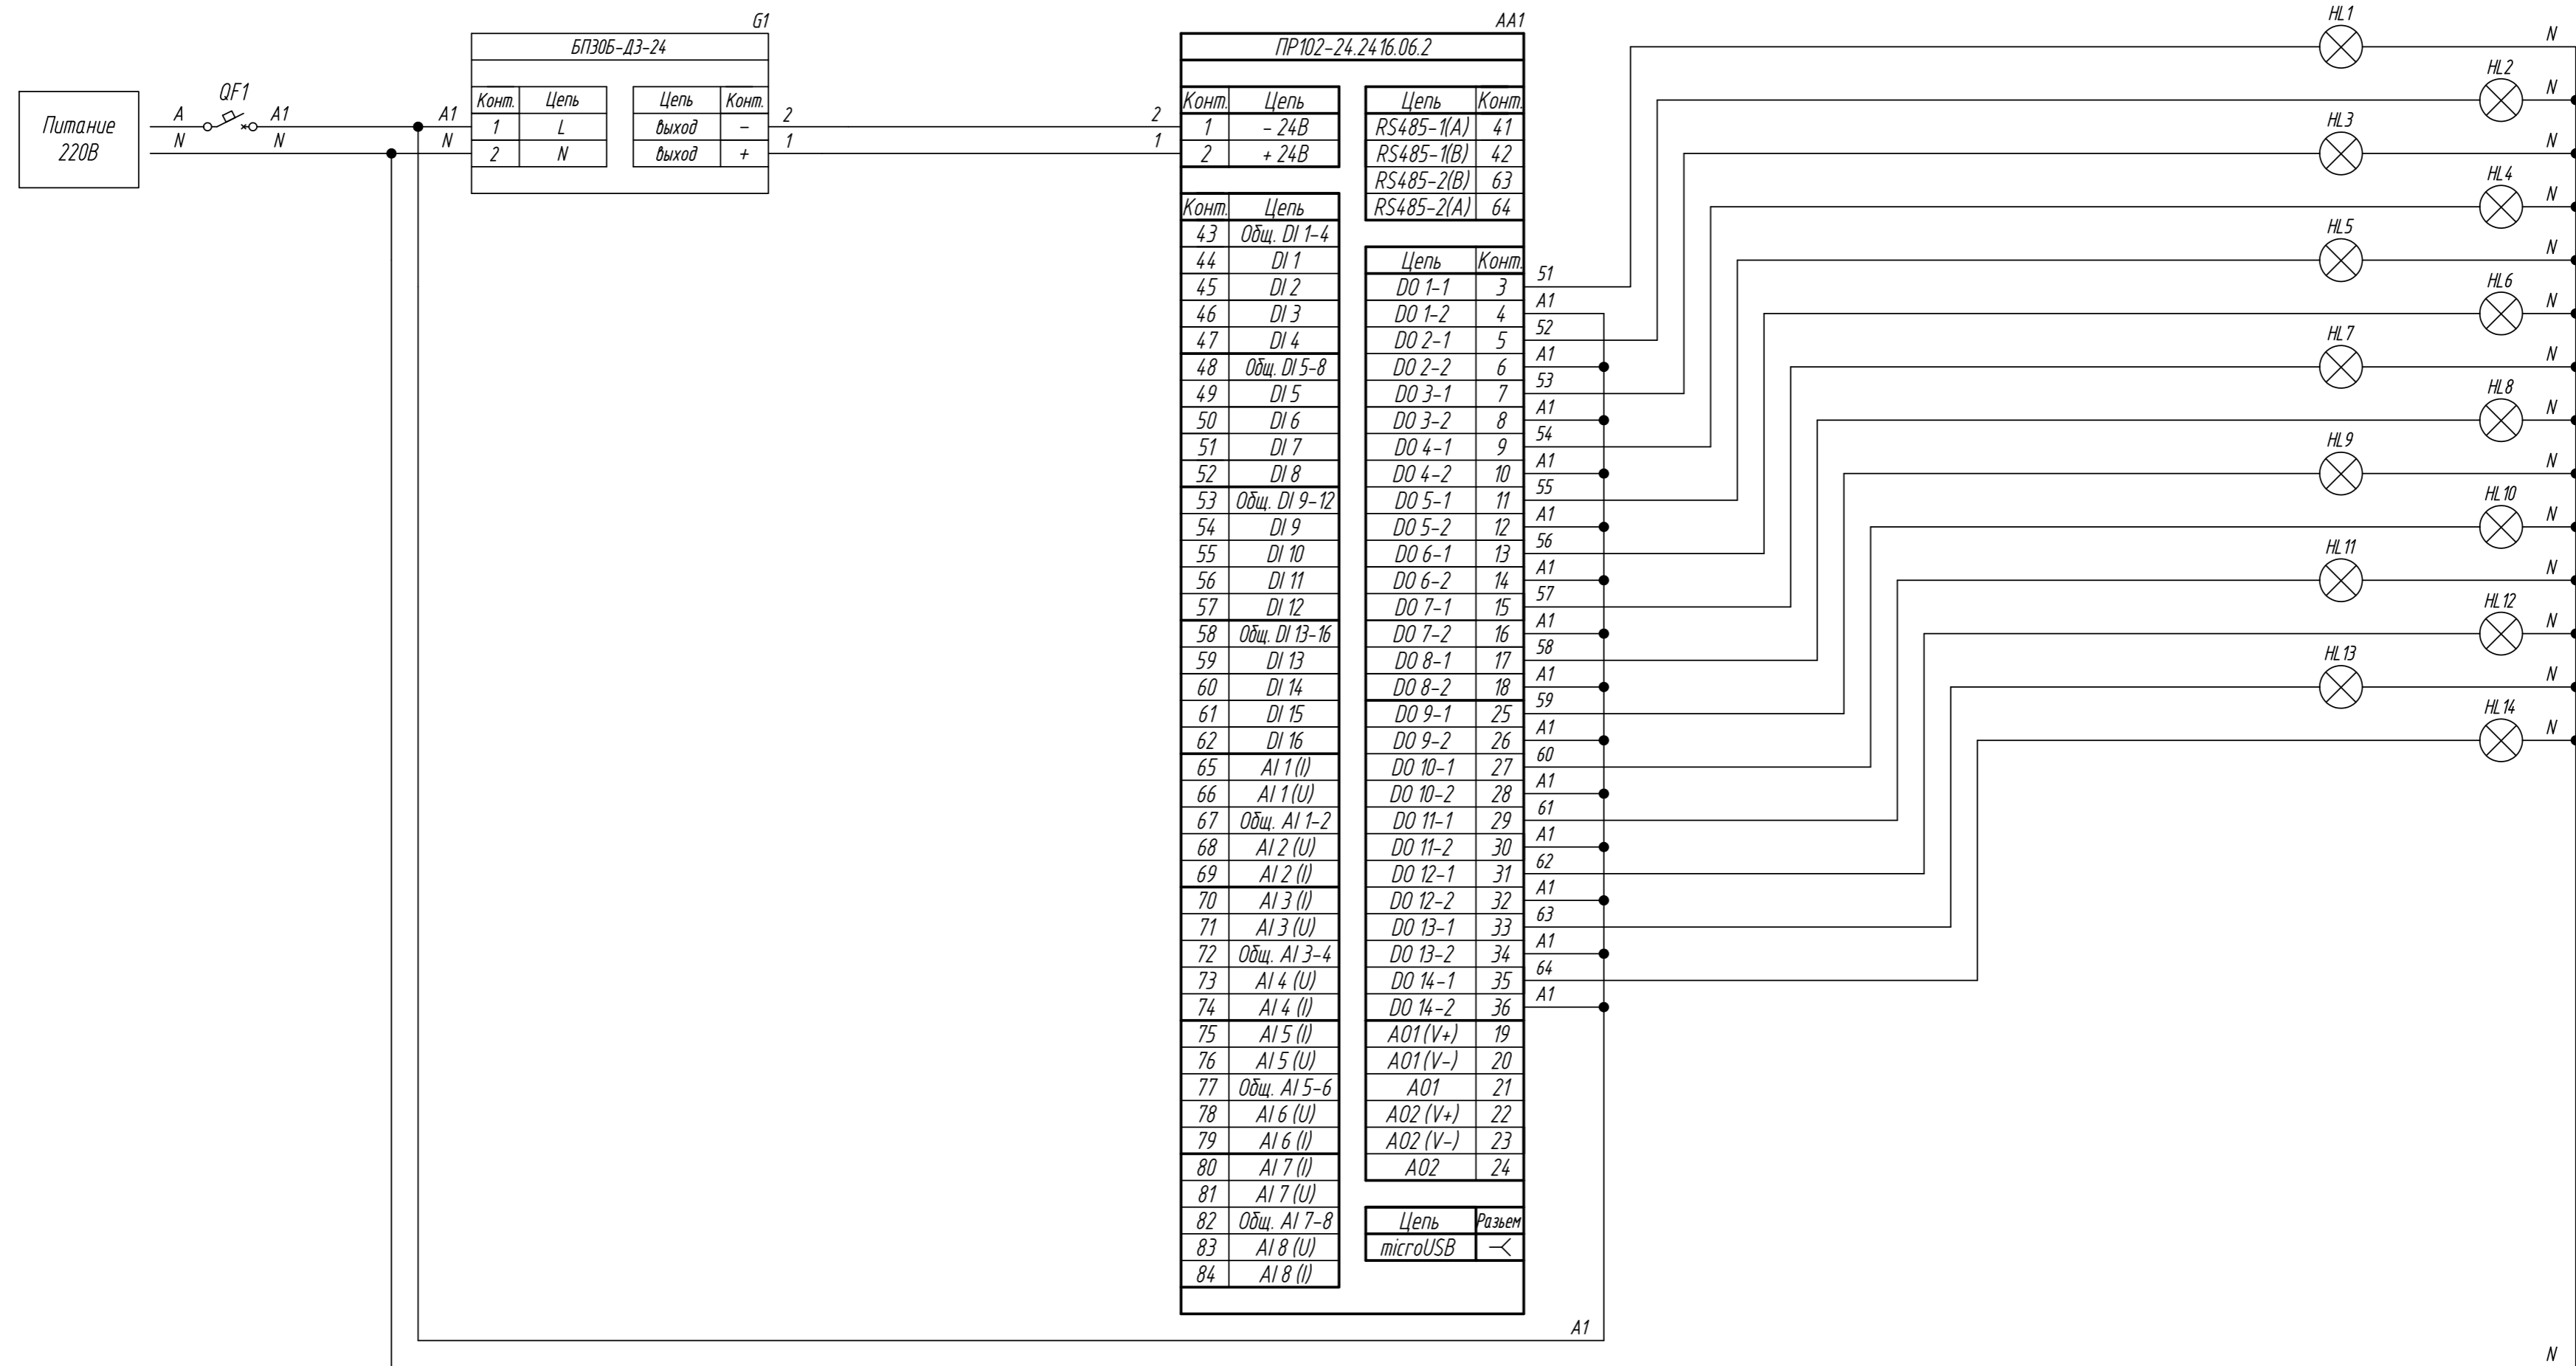 Питание
220В
A
N
QF1
A1
N
A1
N
G1
БП30Б-Д3-24
Конт. Цепь Цепь Конт.
1 L выход -
2 N выход +
2
1
2
1
AA1
ПР102-24.2416.06.2
Конт. Цепь
1 - 24В
2 + 24В
Конт. Цепь
43 Общ. DI 1-4
44 DI 1
45 DI 2
46 DI 3
47 DI 4
48 Общ. DI 5-8
49 DI 5
50 DI 6
51 DI 7
52 DI 8
53 Общ. DI 9-12
54 DI 9
55 DI 10
56 DI 11
57 DI 12
58 Общ. DI 13-16
59 DI 13
60 DI 14
61 DI 15
62 DI 16
65 AI 1 (I)
66 AI 1 (U)
67 Общ. AI 1-2
68 AI 2 (U)
69 AI 2 (I)
70 AI 3 (I)
71 AI 3 (U)
72 Общ. AI 3-4
73 AI 4 (U)
74 AI 4 (I)
75 AI 5 (I)
76 AI 5 (U)
77 Общ. AI 5-6
78 AI 6 (U)
79 AI 6 (I)
80 AI 7 (I)
81 AI 7 (U)
82 Общ. AI 7-8
83 AI 8 (U)
84 AI 8 (I)
Цепь Конт.
RS485-1(A) 41
RS485-1(B) 42
RS485-2(B) 63
RS485-2(A) 64
Цепь Конт.
DO 1-1 3
DO 1-2 4
DO 2-1 5
DO 2-2 6
DO 3-1 7
DO 3-2 8
DO 4-1 9
DO 4-2 10
DO 5-1 11
DO 5-2 12
DO 6-1 13
DO 6-2 14
DO 7-1 15
DO 7-2 16
DO 8-1 17
DO 8-2 18
DO 9-1 25
DO 9-2 26
DO 10-1 27
DO 10-2 28
DO 11-1 29
DO 11-2 30
DO 12-1 31
DO 12-2 32
DO 13-1 33
DO 13-2 34
DO 14-1 35
DO 14-2 36
AO1 (V+) 19
AO1 (V-) 20
AO1 21
AO2 (V+) 22
AO2 (V-) 23
AO2 24
Цепь Разъем
microUSB
51
A1
52
A1
53
A1
54
A1
55
A1
56
A1
57
A1
58
A1
59
A1
60
A1
61
A1
62
A1
63
A1
64
A1
A1
HL1 N
HL2 N
HL3 N
HL4 N
HL5 N
HL6 N
HL7 N
HL8 N
HL9 N
HL10 N
HL11 N
HL12 N
HL13 N
HL14 N
N